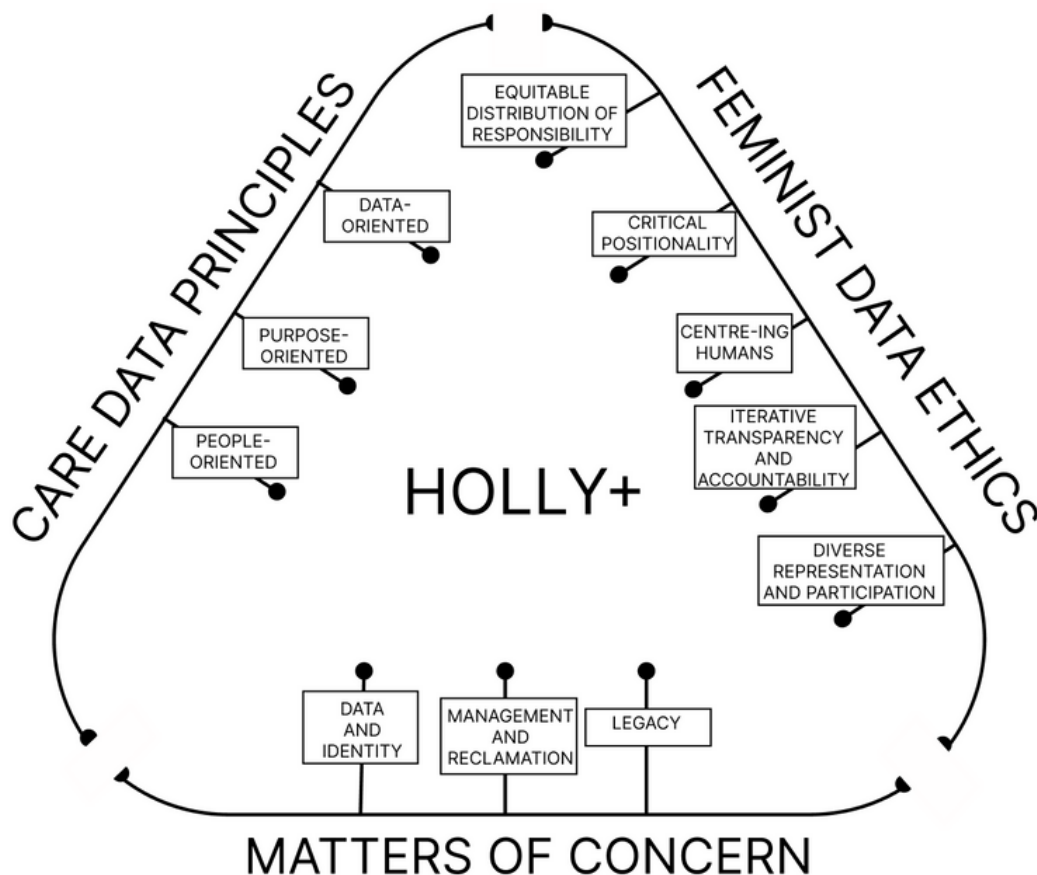 CARE DATA PRINCIPLES
DATA-
ORIENTED
PURPOSE-
ORIENTED
PEOPLE-
ORIENTED
FEMINIST DATA ETHICS
EQUITABLE
DISTRIBUTION OF
RESPONSIBILITY
CRITICAL
POSITIONALITY
CENTRE-ING
HUMANS
ITERATIVE
TRANSPARENCY
AND
ACCOUNTABILITY
DIVERSE
REPRESENTATION
AND PARTICIPATION
HOLLY+
DATA
AND
IDENTITY
MANAGEMENT
AND
RECLAMATION
LEGACY
MATTERS OF CONCERN